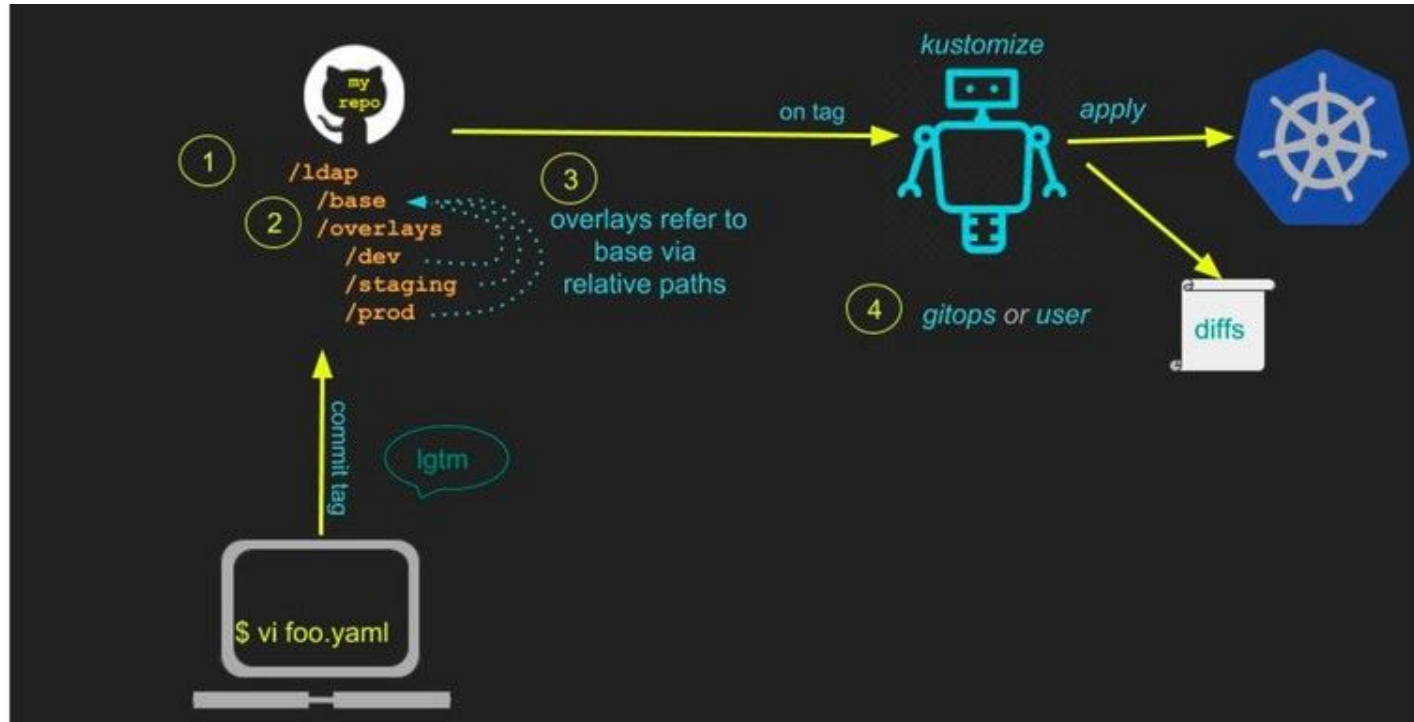 my
repo
1
/ldap
/base
2
/overlays
/dev
/staging
/prod
3
overlays refer to
base via
relative paths
on tag
kustomize
apply
4
gitops or user
diffs
commit tag
lgtm
$ vi foo.yaml